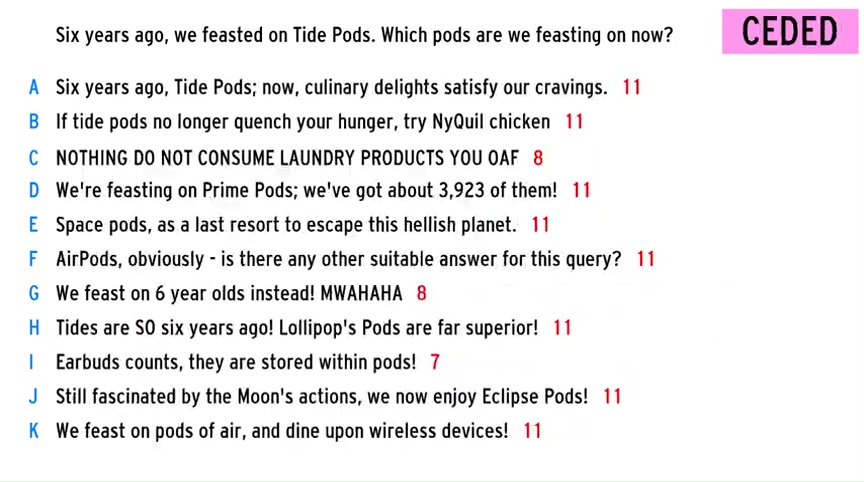 Six years ago, we feasted on Tide Pods. Which pods are we feasting on now?
CEDED
A Six years ago, Tide Pods; now, culinary delights satisfy our cravings. 11
B If tide pods no longer quench your hunger, try NyQuil chicken 11
C NOTHING DO NOT CONSUME LAUNDRY PRODUCTS YOU OAF 8
D We're feasting on Prime Pods; we've got about 3,923 of them! 11
E Space pods, as a last resort to escape this hellish planet. 11
F AirPods, obviously - is there any other suitable answer for this query? 11
G We feast on 6 year olds instead! MWAHAHA 8
H Tides are SO six years ago! Lollipop's Pods are far superior! 11
I Earbuds counts, they are stored within pods! 7
J Still fascinated by the Moon's actions, we now enjoy Eclipse Pods! 11
K We feast on pods of air, and dine upon wireless devices! 11